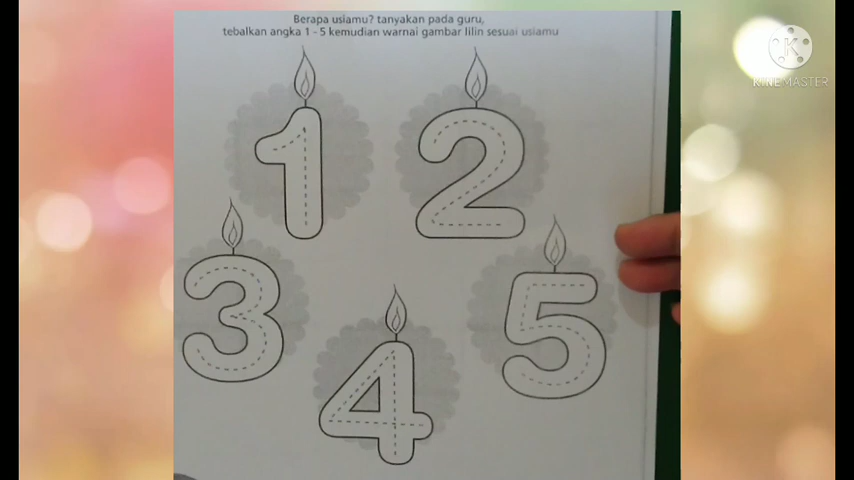 Berapa usiamu? tanyakan pada guru,
tebalkan angka 1 - 5 kemudian warnai gambar lilin sesuai usiamu
K
KINEMASTER
1 2
3 5
4